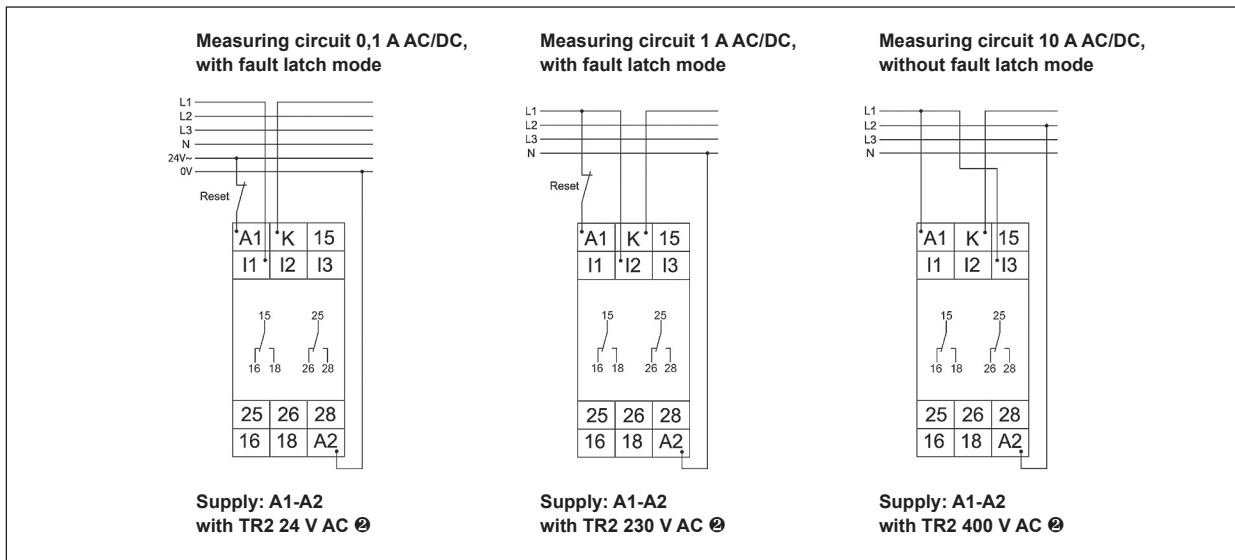 Measuring circuit 0,1 A AC/DC,
with fault latch mode
L1
L2
L3
N
24V~
0V
Reset
A1 K 15
I1 I2 I3
15 25
16 18 26 28
25 26 28
16 18 A2
Supply: A1-A2
with TR2 24 V AC ❷
Measuring circuit 1 A AC/DC,
with fault latch mode
L1
L2
L3
N
Reset
A1 K 15
I1 I2 I3
15 25
16 18 26 28
25 26 28
16 18 A2
Supply: A1-A2
with TR2 230 V AC ❷
Measuring circuit 10 A AC/DC,
without fault latch mode
L1
L2
L3
N
A1 K 15
I1 I2 I3
15 25
16 18 26 28
25 26 28
16 18 A2
Supply: A1-A2
with TR2 400 V AC ❷